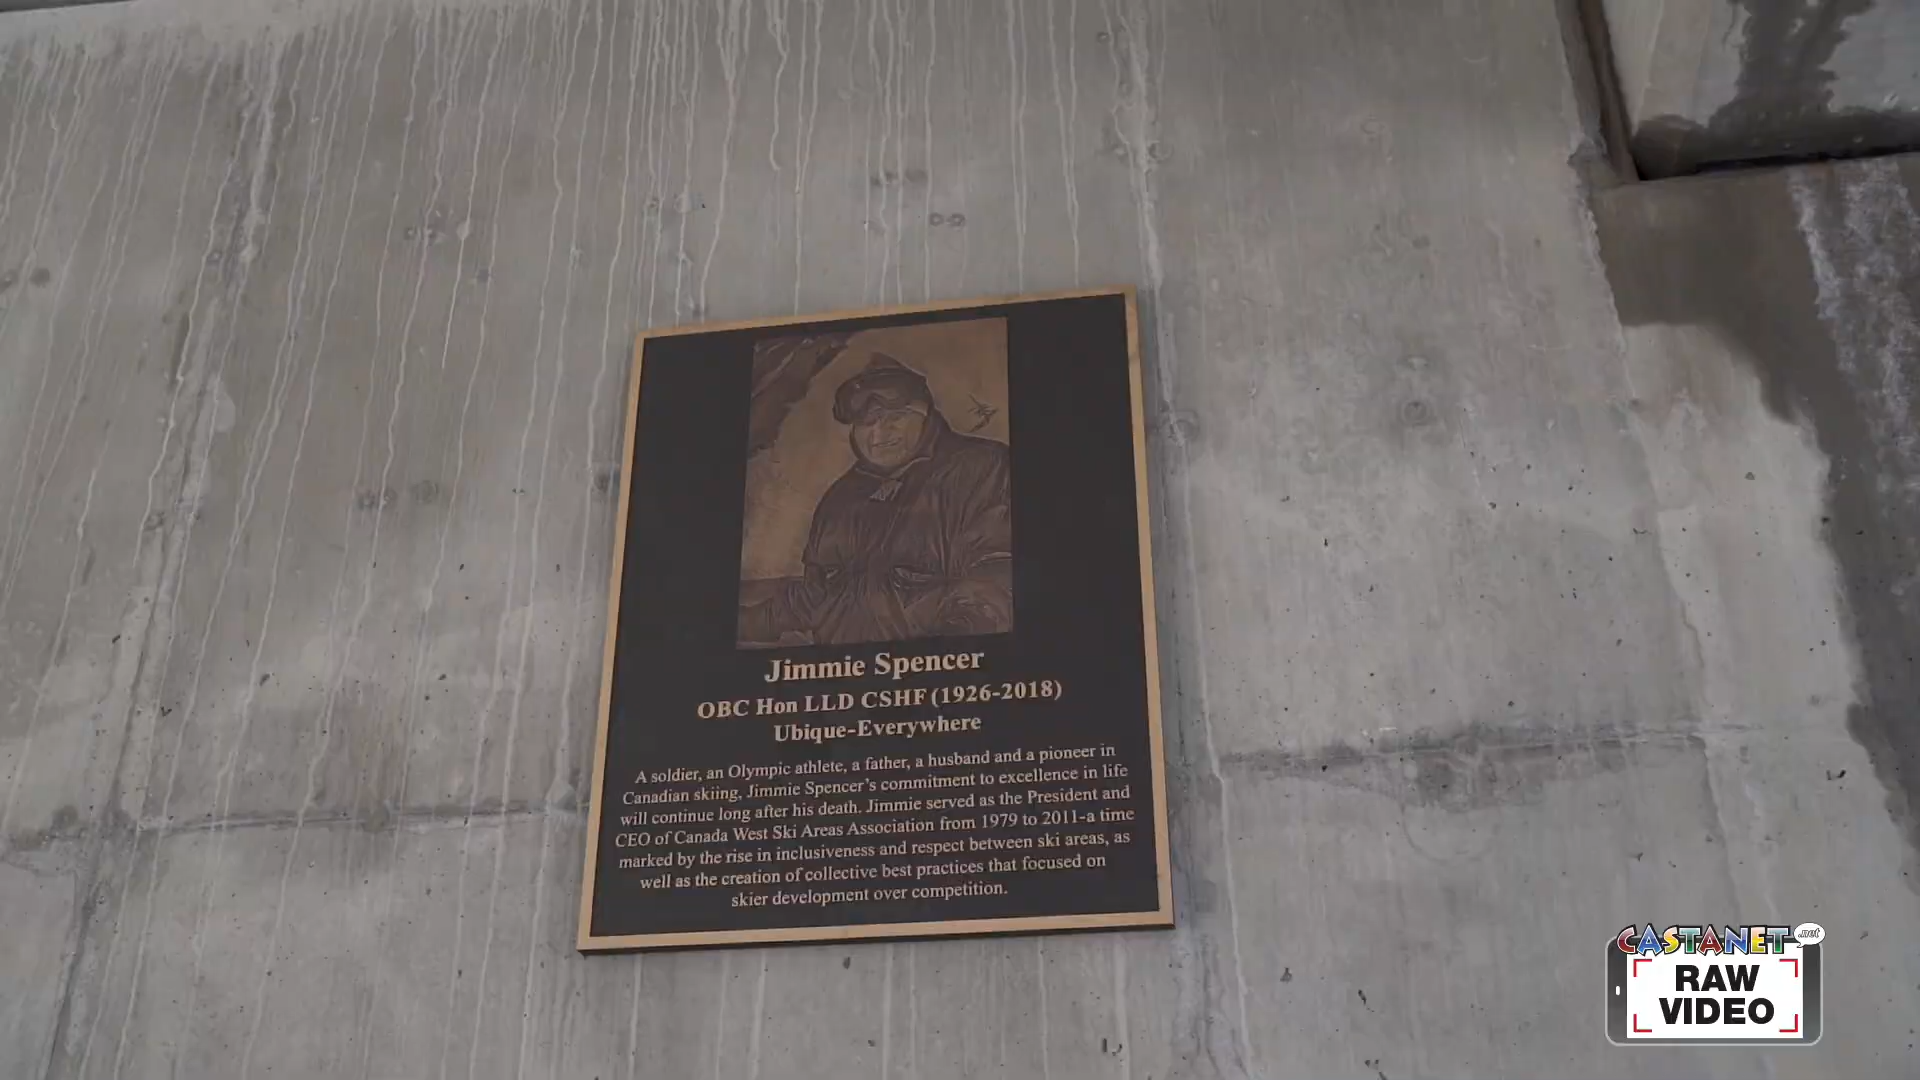 Jimmie Spencer
OBC Hon LLD CSHF (1926-2018)
Ubique-Everywhere
A soldier, an Olympic athlete, a father, a husband and a pioneer in
Canadian skiing, Jimmie Spencer's commitment to excellence in life
will continue long after his death. Jimmie served as the President and
CEO of Canada West Ski Areas Association from 1979 to 2011-a time
marked by the rise in inclusiveness and respect between ski areas, as
well as the creation of collective best practices that focused on
skier development over competition.
CASTANET.net
RAW
VIDEO